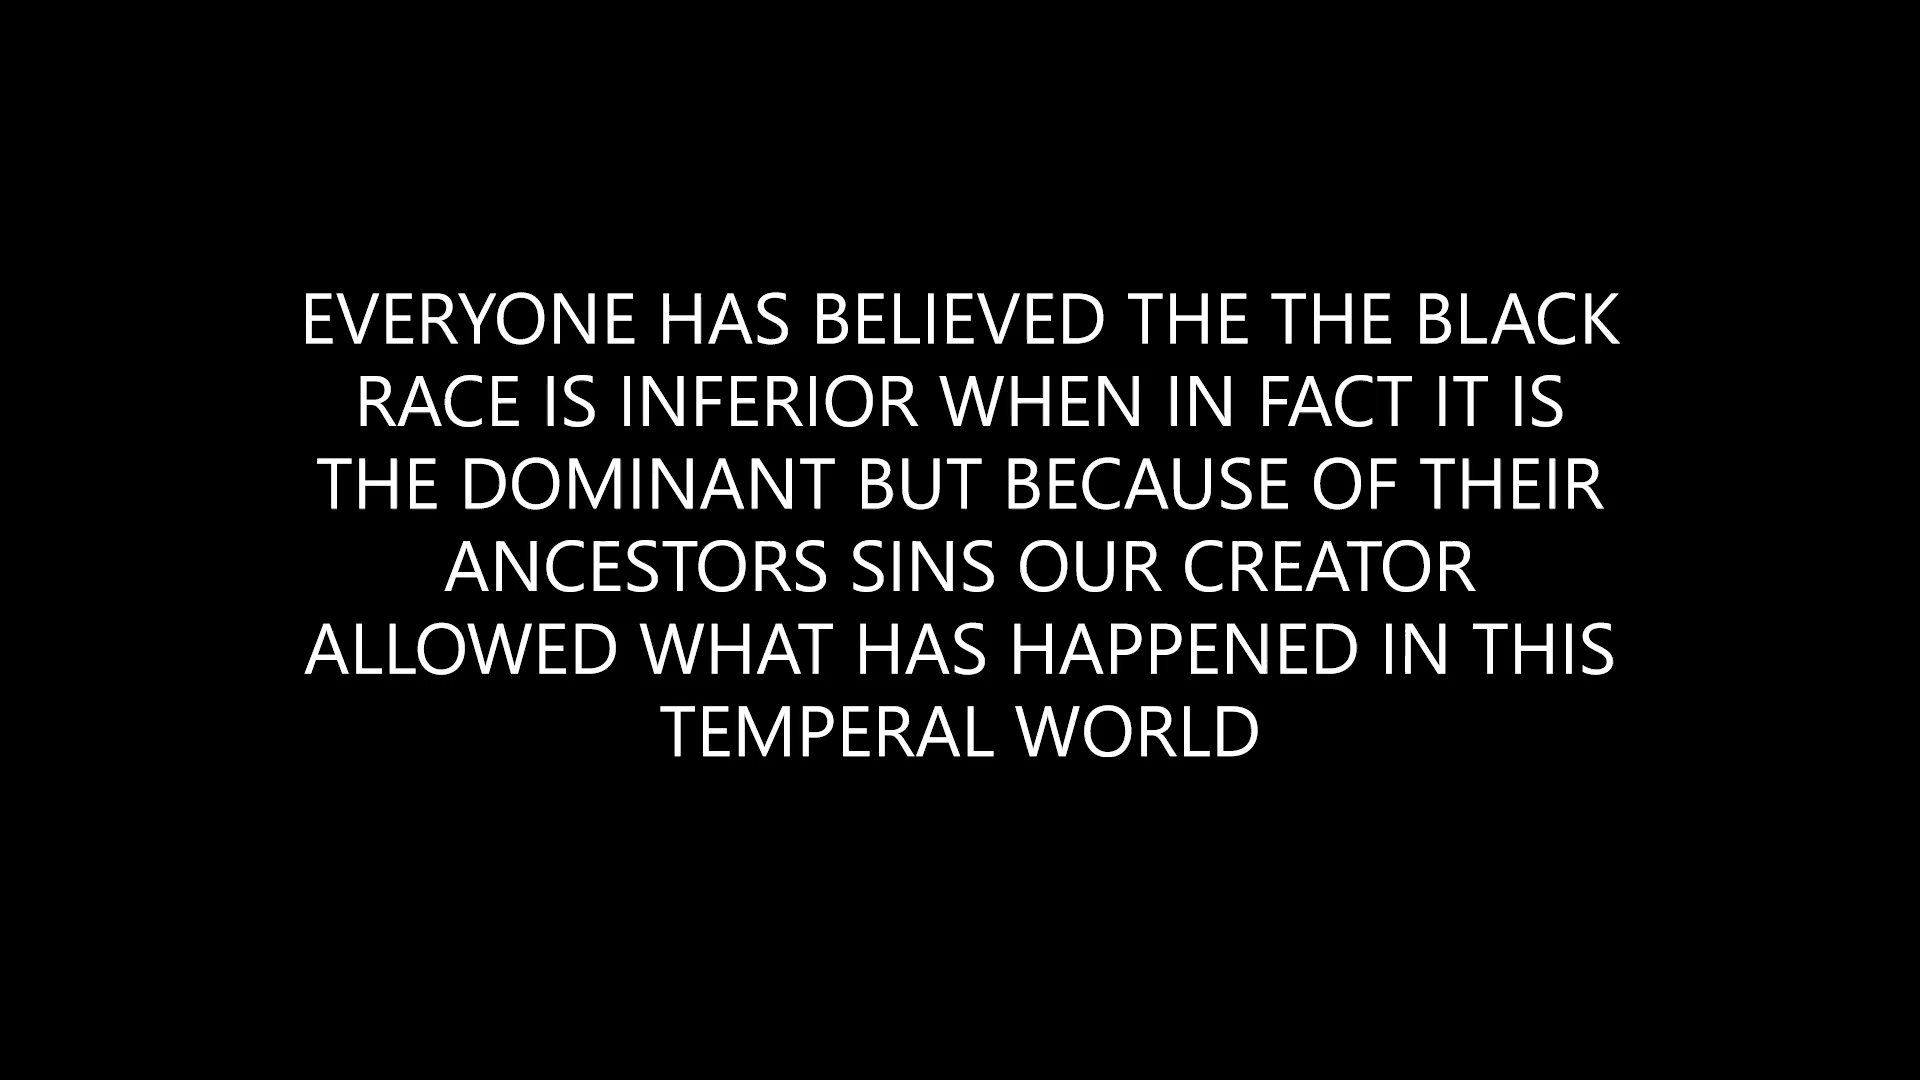 EVERYONE HAS BELIEVED THE THE BLACK
RACE IS INFERIOR WHEN IN FACT IT IS
THE DOMINANT BUT BECAUSE OF THEIR
ANCESTORS SINS OUR CREATOR
ALLOWED WHAT HAS HAPPENED IN THIS
TEMPERAL WORLD